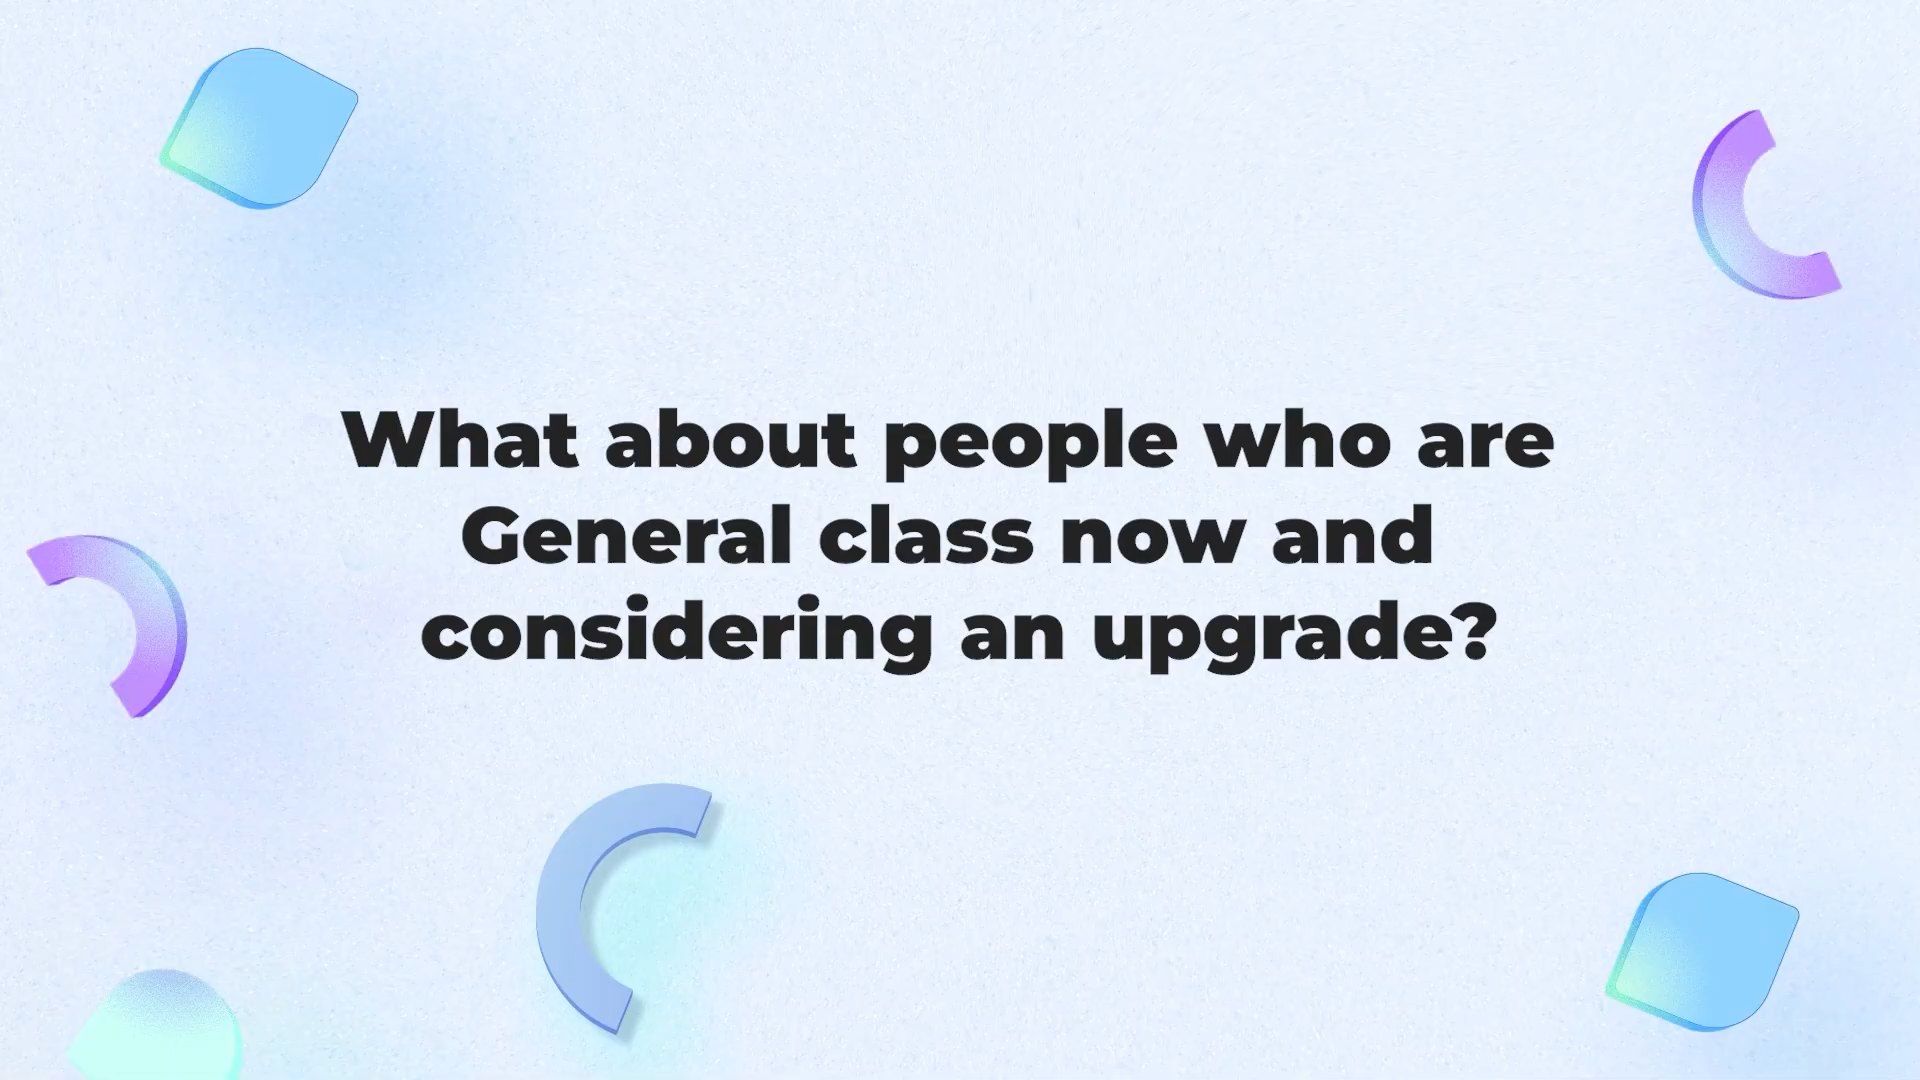 What about people who are
General class now and
considering an upgrade?